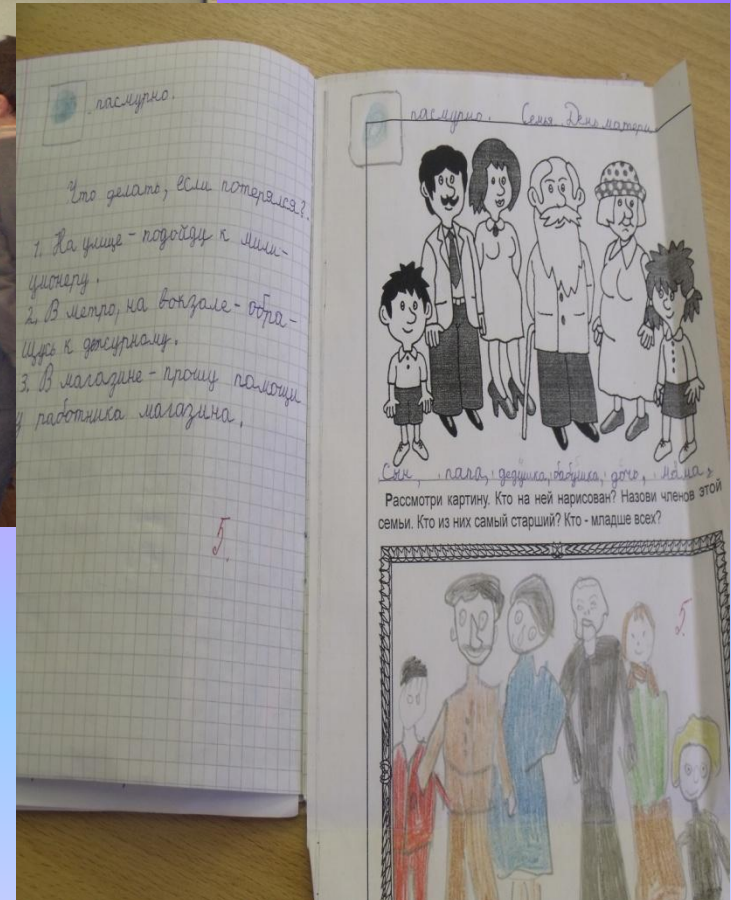 пасмурно.
Что делать, если потерялся?
1. На улице - подойду к мили-
ционеру.
2. В метро, на вокзале - обра-
щусь к дежурному.
3. В магазине - прошу помощи
у работника магазина.
5.
пасмурно. Семья День матери
Сын, папа, дедушка, бабушка, дочь, мама,
Рассмотри картину. Кто на ней нарисован? Назови членов этой
семьи. Кто из них самый старший? Кто - младше всех?
5.